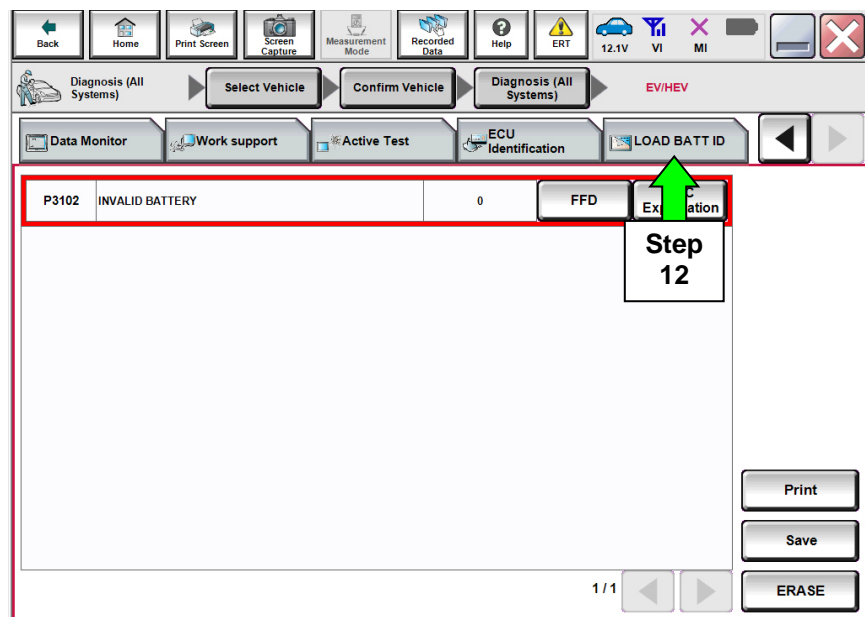 Back
Home
Print Screen
Screen
Capture
Measurement
Mode
Recorded
Data
Help
ERT
12.1V
VI
MI
Diagnosis (All
Systems)
Select Vehicle
Confirm Vehicle
Diagnosis (All
Systems)
EV/HEV
Data Monitor
Work support
Active Test
ECU
Identification
LOAD BATT ID
P3102
INVALID BATTERY
0
FFD
Step
12
Print
Save
1/1
ERASE